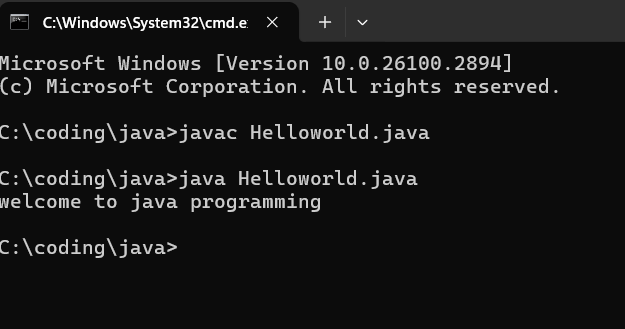 C:\Windows\System32\cmd.e
Microsoft Windows [Version 10.0.26100.2894]
(c) Microsoft Corporation. All rights reserved.
C:\coding\java>javac Helloworld.java
C:\coding\java>java Helloworld.java
welcome to java programming
C:\coding\java>